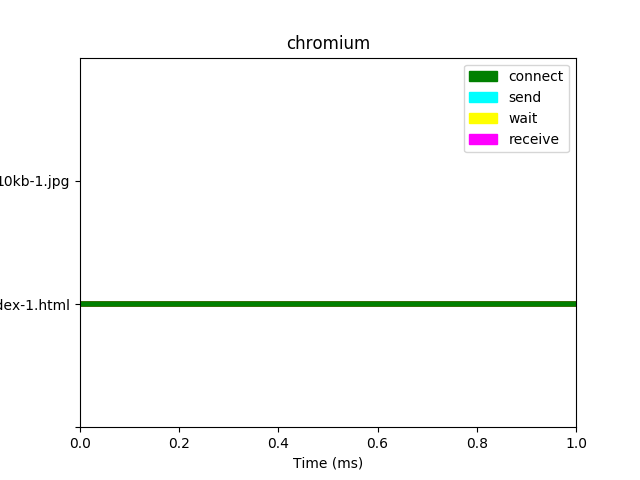 chromium
connect
send
wait
receive
10kb-1.jpg
dex-1.html
0.0 0.2 0.4 0.6 0.8 1.0
Time (ms)